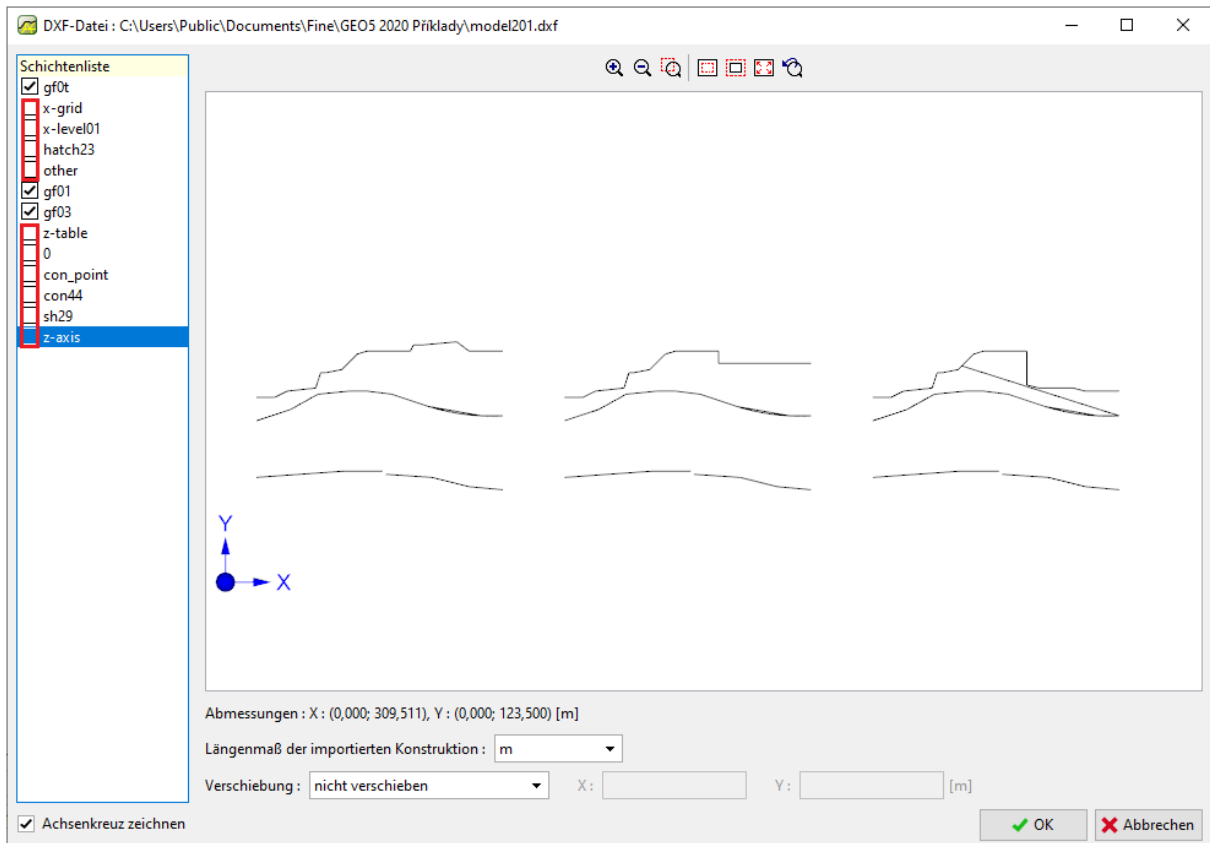 DXF-Datei : C:\Users\Public\Documents\Fine\GEO5 2020 Příklady\model201.dxf
Schichtenliste
gf0t
x-grid
x-level01
hatch23
other
gf01
gf03
z-table
0
con_point
con44
sh29
z-axis
Y
X
Abmessungen : X : (0,000; 309,511), Y : (0,000; 123,500) [m]
Längenmaß der importierten Konstruktion : m
Verschiebung : nicht verschieben X : Y : [m]
Achsenkreuz zeichnen
OK Abbrechen